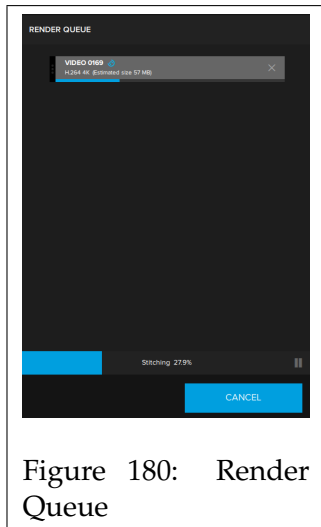 RENDER QUEUE
VIDEO 0169
H.264 4K (Estimated size 57 MB)
Stitching 27.9%
CANCEL
Figure 180: Render
Queue